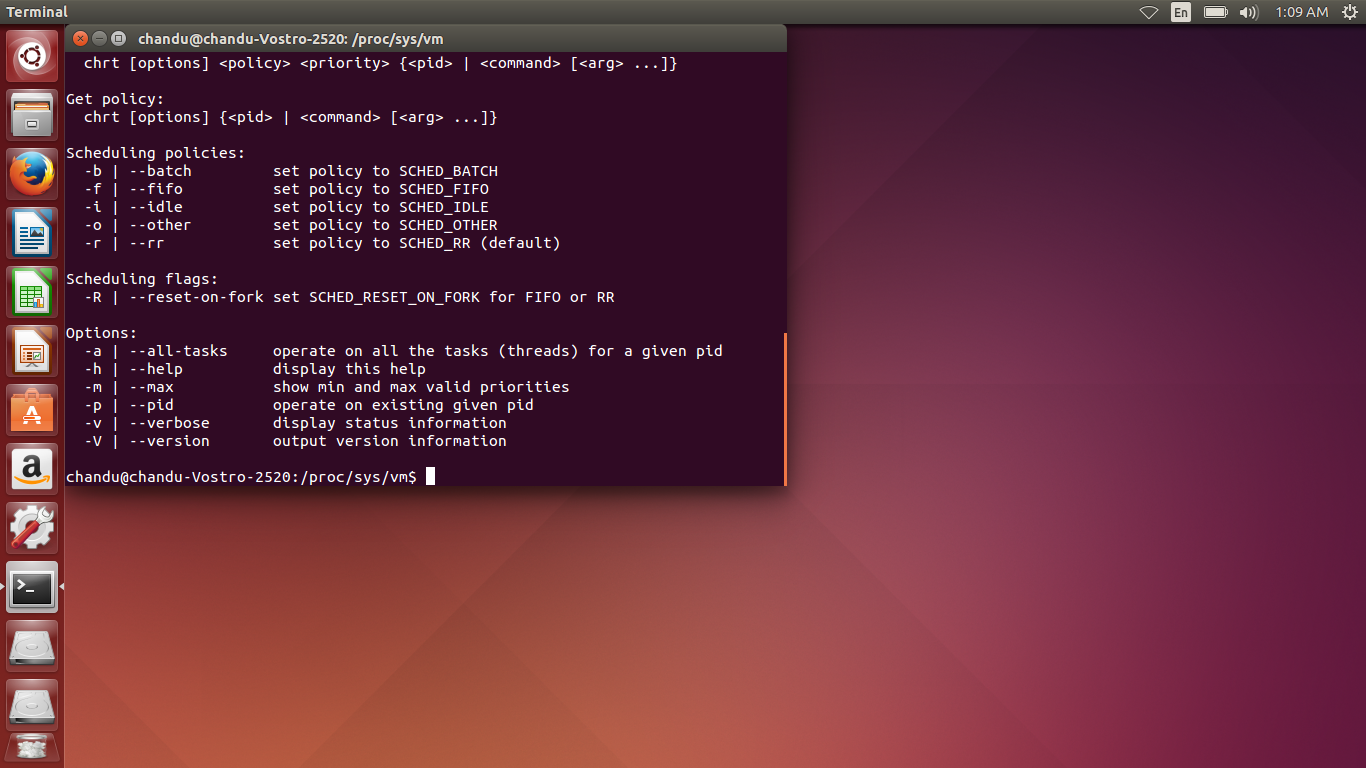 Terminal
En
1:09 AM
chandu@chandu-Vostro-2520: /proc/sys/vm
chrt [options] <policy> <priority> {<pid> | <command> [<arg> ...]}
Get policy:
chrt [options] {<pid> | <command> [<arg> ...]}
Scheduling policies:
-b | --batch         set policy to SCHED_BATCH
-f | --fifo          set policy to SCHED_FIFO
-i | --idle          set policy to SCHED_IDLE
-o | --other         set policy to SCHED_OTHER
-r | --rr            set policy to SCHED_RR (default)
Scheduling flags:
-R | --reset-on-fork set SCHED_RESET_ON_FORK for FIFO or RR
Options:
-a | --all-tasks     operate on all the tasks (threads) for a given pid
-h | --help          display this help
-m | --max           show min and max valid priorities
-p | --pid           operate on existing given pid
-v | --verbose       display status information
-V | --version       output version information
chandu@chandu-Vostro-2520:/proc/sys/vm$
A
a
>_